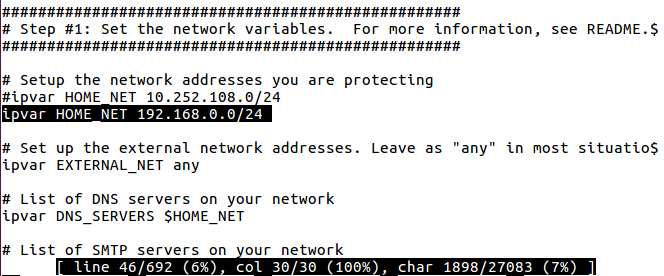 ###################################################
# Step #1: Set the network variables.  For more information, see README.$
###################################################
# Setup the network addresses you are protecting
#ipvar HOME_NET 10.252.108.0/24
ipvar HOME_NET 192.168.0.0/24
# Set up the external network addresses. Leave as "any" in most situatio$
ipvar EXTERNAL_NET any
# List of DNS servers on your network
ipvar DNS_SERVERS $HOME_NET
# List of SMTP servers on your network
[ line 46/692 (6%), col 30/30 (100%), char 1898/27083 (7%) ]